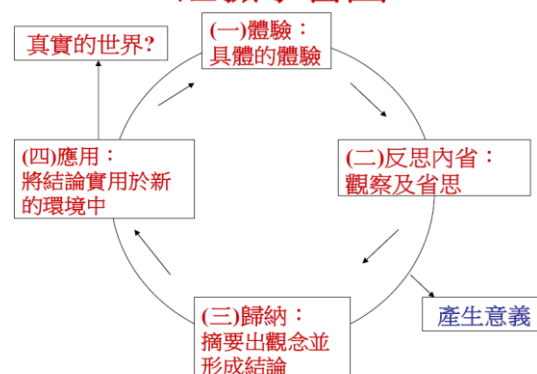 真實的世界?
(一)體驗：
具體的體驗
(四)應用：
將結論實用於新
的環境中
(二)反思內省：
觀察及省思
產生意義
(三)歸納：
摘要出觀念並
形成結論